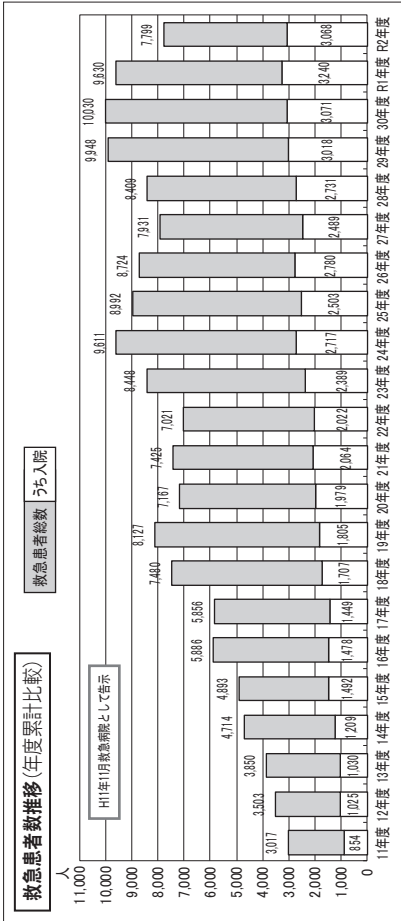 救急患者数推移(年度累計比較)
救急患者総数 うち入院
H11年11月救急病院として告示
人
11,000
10,000
9,000
8,000
7,000
6,000
5,000
4,000
3,000
2,000
1,000
0
3,017 3,503 3,850 4,714 4,893 5,886 5,856 7,480 8,127 7,167 7,425 7,021 8,448 9,611 8,992 8,724 7,931 8,409 9,948 10,030 9,630 7,799
854 1,025 1,030 1,209 1,492 1,478 1,449 1,707 1,805 1,979 2,064 2,022 2,389 2,717 2,503 2,780 2,489 2,731 3,018 3,071 3,240 3,068
11年度 12年度 13年度 14年度 15年度 16年度 17年度 18年度 19年度 20年度 21年度 22年度 23年度 24年度 25年度 26年度 27年度 28年度 29年度 30年度 R1年度 R2年度